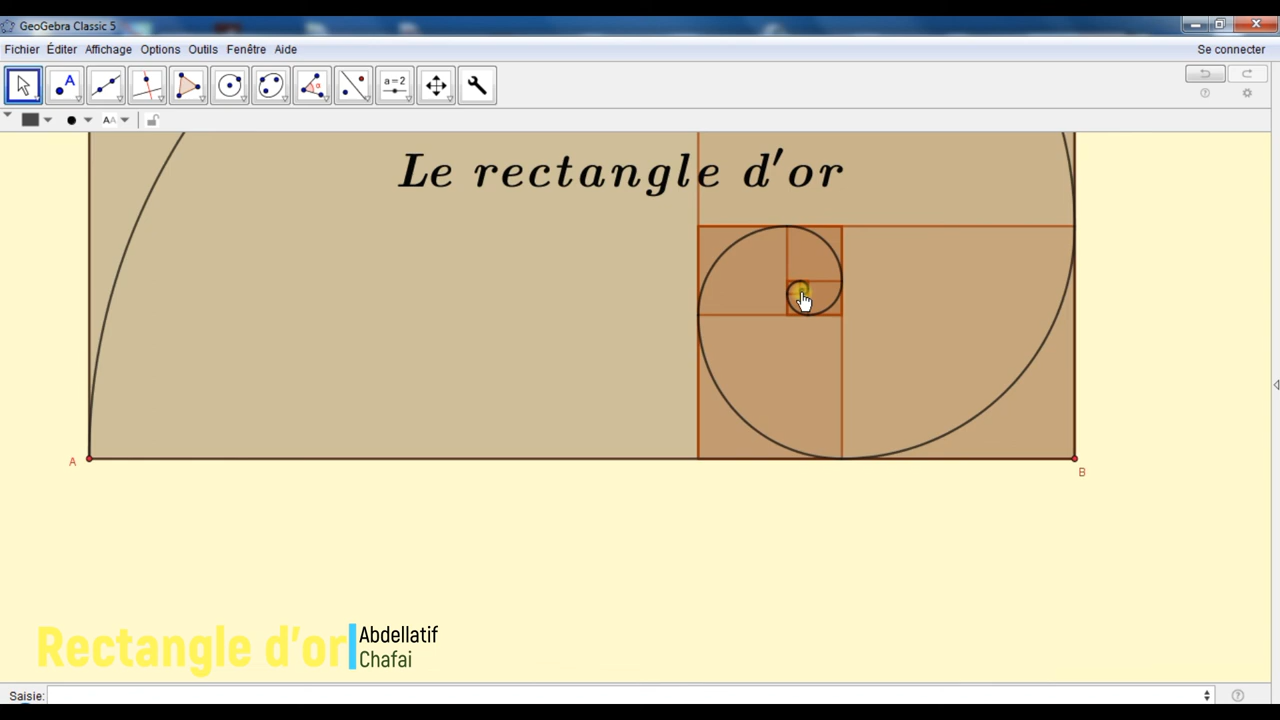 GeoGebra Classic 5
Fichier Éditer Affichage Options Outils Fenêtre Aide
Se connecter
A
α
a=2
AA
Le rectangle d'or
A
B
Rectangle d'or
Abdellatif
Chafai
Saisie: